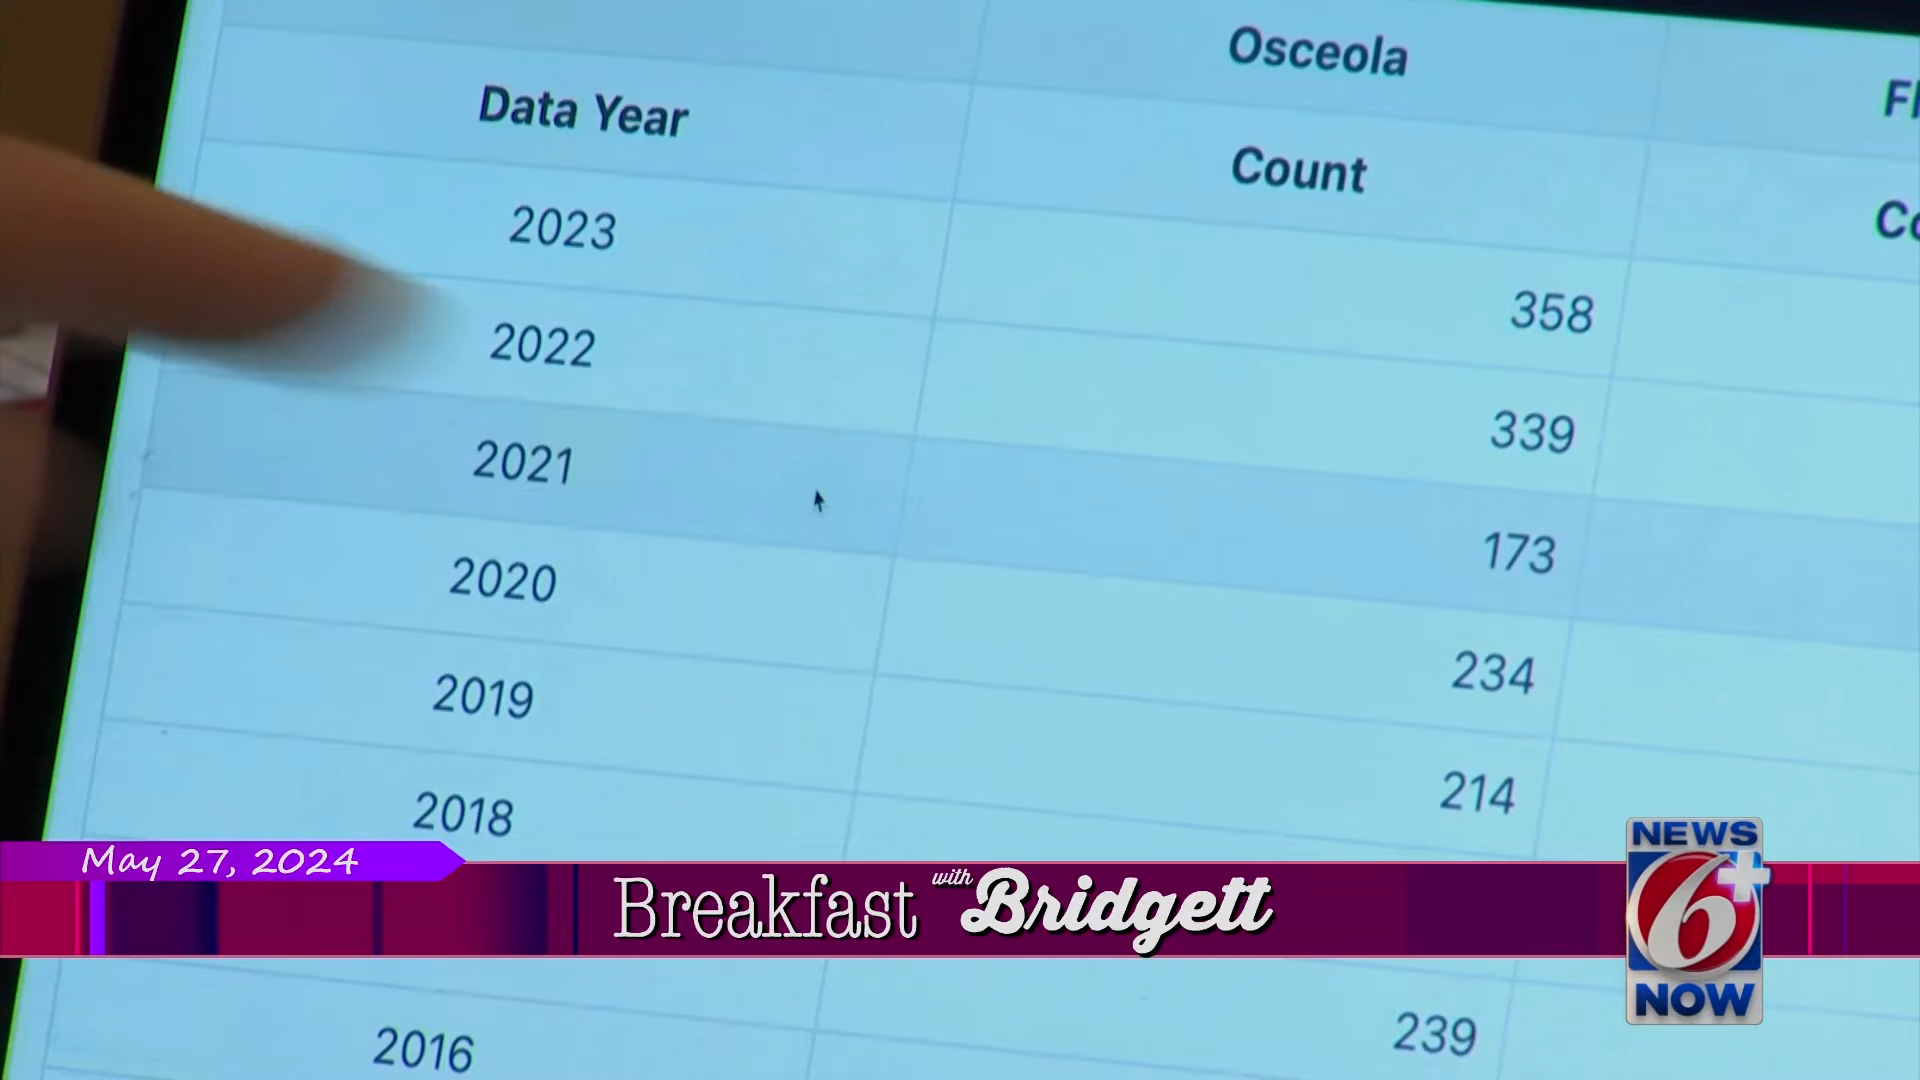 Osceola
Data Year Count
2023 358
2022 339
2021 173
2020 234
2019 214
2018
239
2016
May 27, 2024
Breakfast with Bridgett
NEWS
6+
NOW